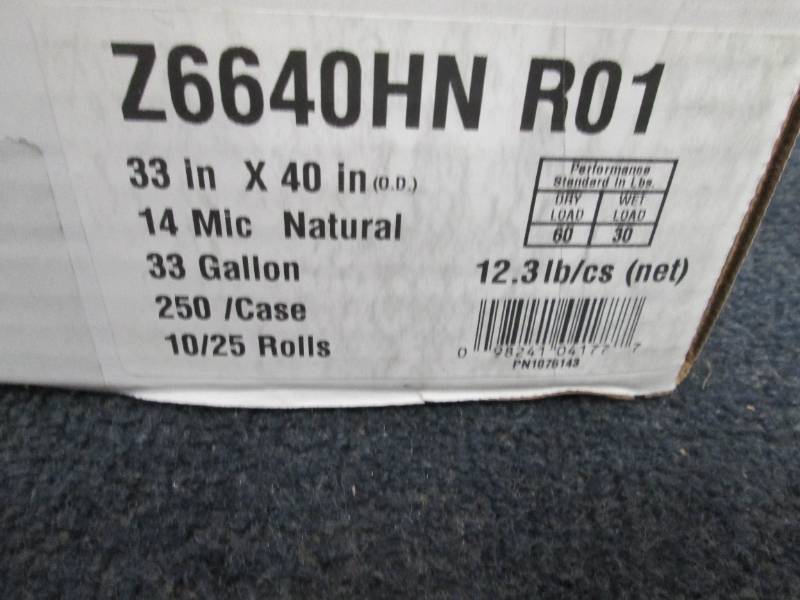 Z6640HN R01
33 in X 40 in (O.D.)
14 Mic Natural
33 Gallon
250 /Case
10/25 Rolls
Performance
Standard In Lbs.
DRY LOAD WET LOAD
60 30
12.3 lb/cs (net)
0 98241 04177 7
PN1076143